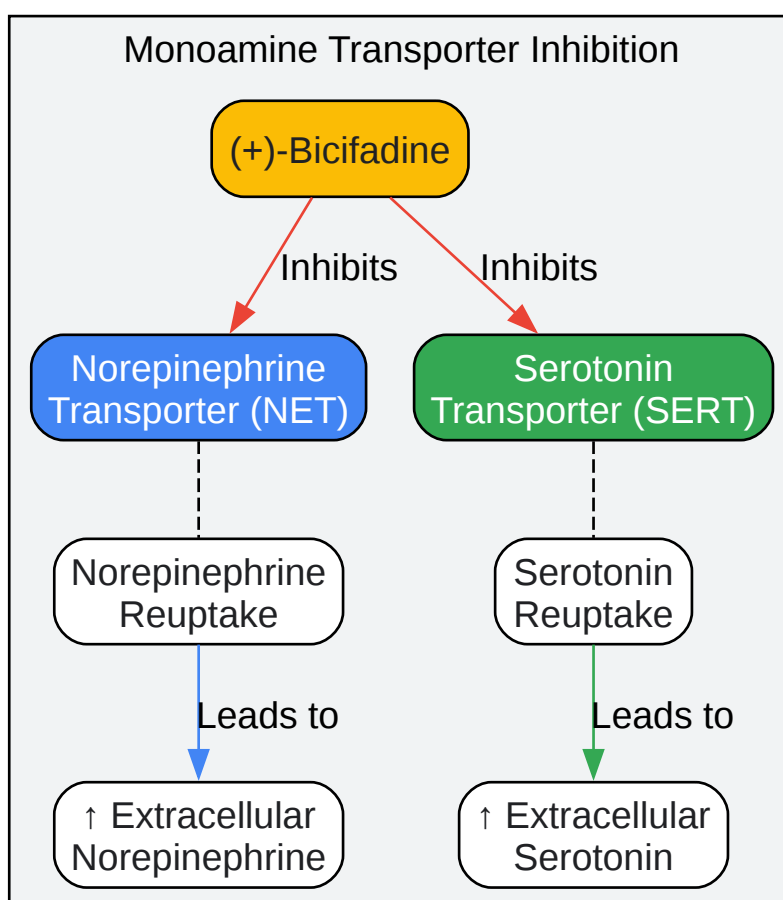 Monoamine Transporter Inhibition
(+)-Bicifadine
Inhibits
Inhibits
Norepinephrine
Transporter (NET)
Serotonin
Transporter (SERT)
Norepinephrine
Reuptake
Serotonin
Reuptake
Leads to
Leads to
↑ Extracellular
Norepinephrine
↑ Extracellular
Serotonin